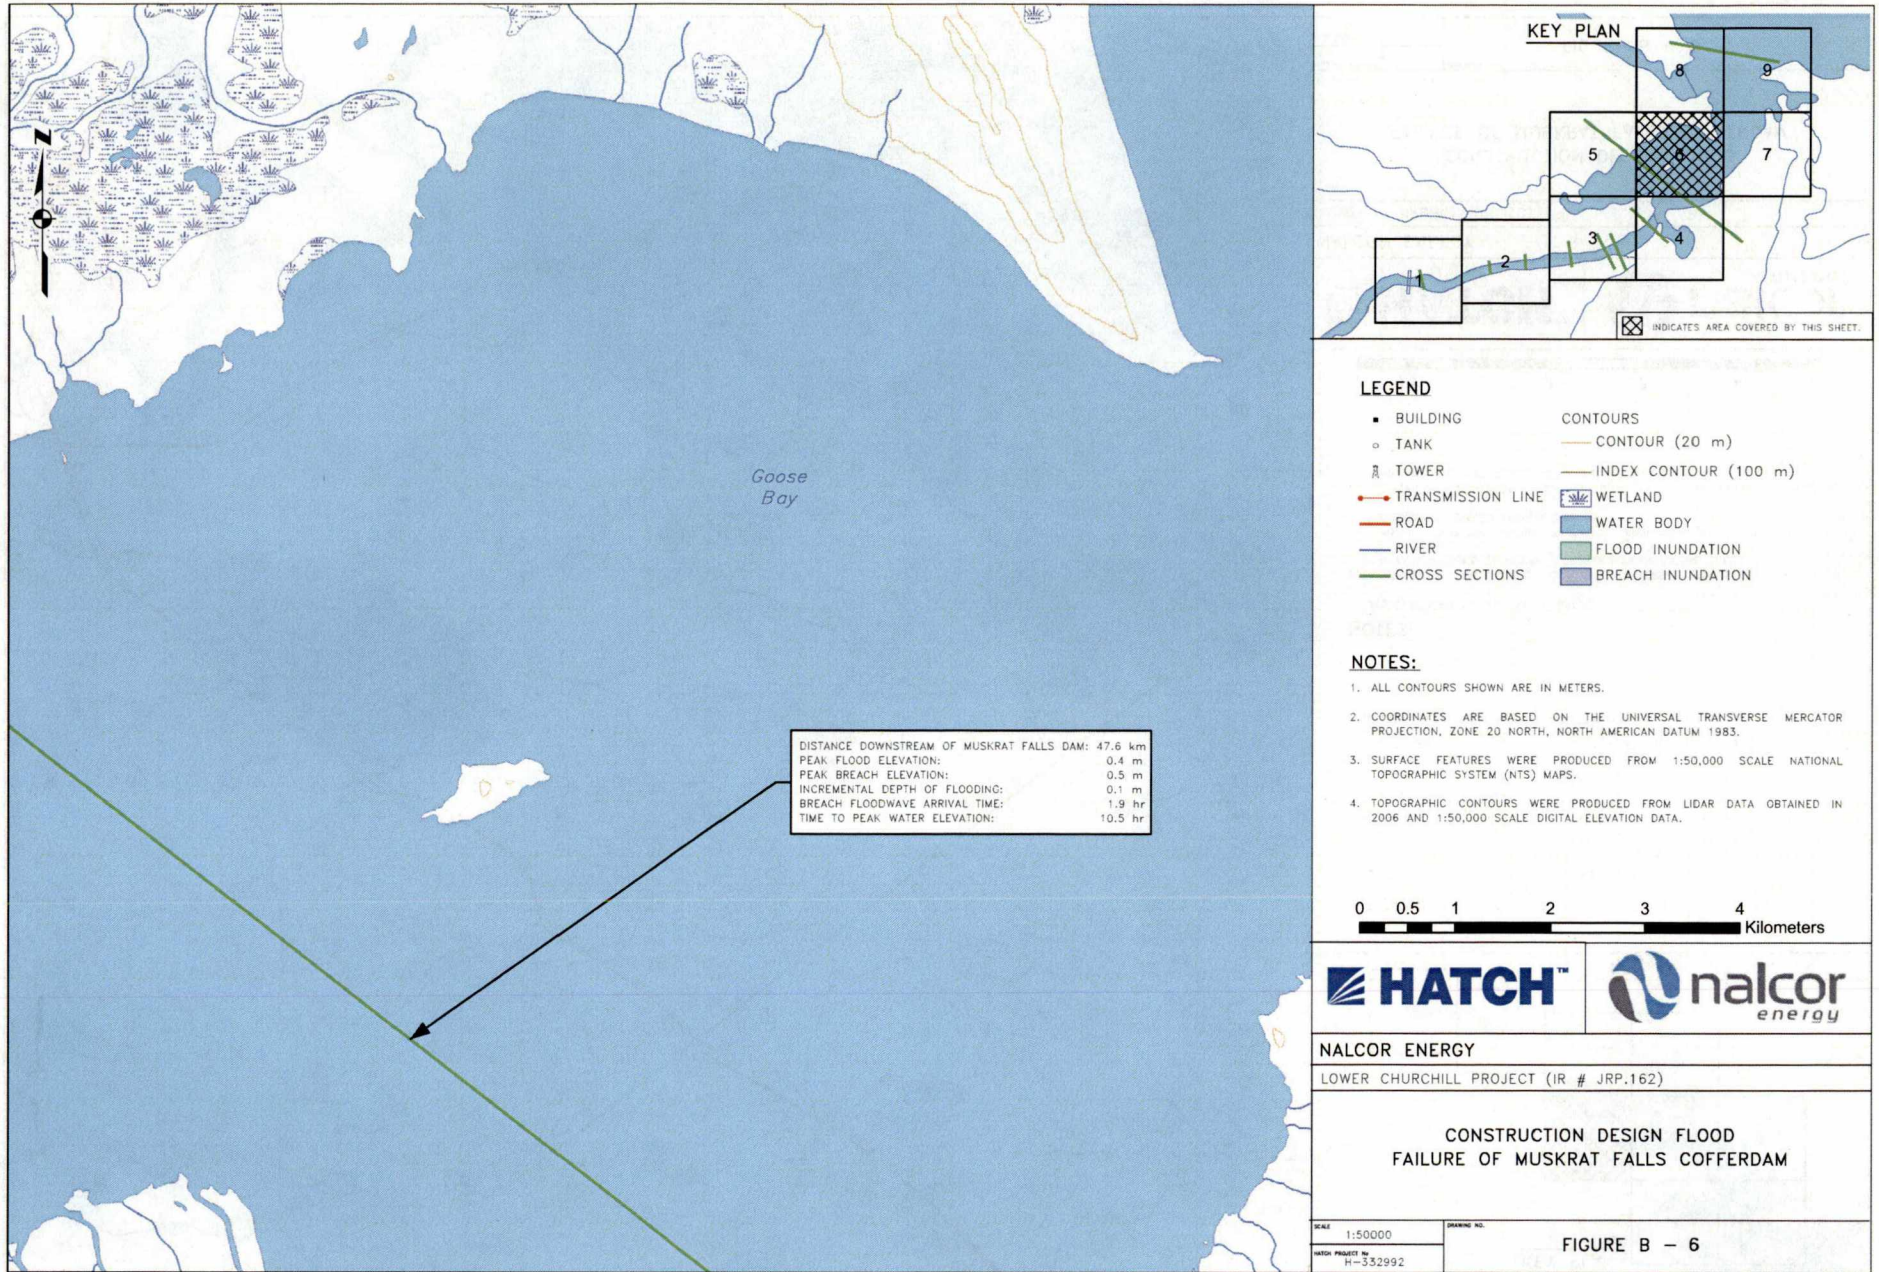 N
Goose
Bay
DISTANCE DOWNSTREAM OF MUSKRAT FALLS DAM: 47.6 km
PEAK FLOOD ELEVATION: 0.4 m
PEAK BREACH ELEVATION: 0.5 m
INCREMENTAL DEPTH OF FLOODING: 0.1 m
BREACH FLOODWAVE ARRIVAL TIME: 1.9 hr
TIME TO PEAK WATER ELEVATION: 10.5 hr
KEY PLAN
8 9
5 6 7
3 4
2
1
INDICATES AREA COVERED BY THIS SHEET.
LEGEND
BUILDING
TANK
TOWER
TRANSMISSION LINE
ROAD
RIVER
CROSS SECTIONS
CONTOURS
CONTOUR (20 m)
INDEX CONTOUR (100 m)
WETLAND
WATER BODY
FLOOD INUNDATION
BREACH INUNDATION
NOTES:
1. ALL CONTOURS SHOWN ARE IN METERS.
2. COORDINATES ARE BASED ON THE UNIVERSAL TRANSVERSE MERCATOR
PROJECTION, ZONE 20 NORTH, NORTH AMERICAN DATUM 1983.
3. SURFACE FEATURES WERE PRODUCED FROM 1:50,000 SCALE NATIONAL
TOPOGRAPHIC SYSTEM (NTS) MAPS.
4. TOPOGRAPHIC CONTOURS WERE PRODUCED FROM LIDAR DATA OBTAINED IN
2006 AND 1:50,000 SCALE DIGITAL ELEVATION DATA.
0 0.5 1 2 3 4
Kilometers
HATCH™
nalcor
energy
NALCOR ENERGY
LOWER CHURCHILL PROJECT (IR # JRP.162)
CONSTRUCTION DESIGN FLOOD
FAILURE OF MUSKRAT FALLS COFFERDAM
SCALE
1:50000
HATCH PROJECT No
H-332992
DRAWING NO.
FIGURE B - 6